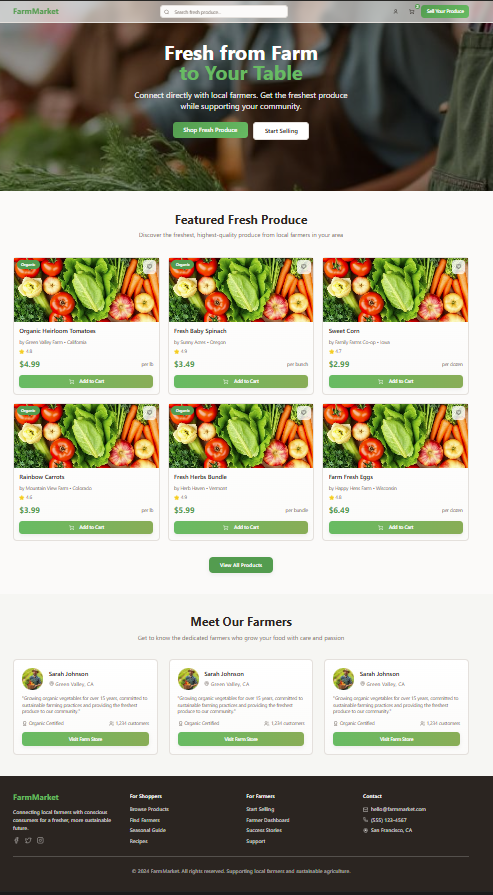 FarmMarket
Search fresh produce...
Sell Your Produce
Fresh from Farm
to Your Table
Connect directly with local farmers. Get the freshest produce
while supporting your community.
Shop Fresh Produce
Start Selling
Featured Fresh Produce
Discover the freshest, highest-quality produce from local farmers in your area
Organic
Organic Heirloom Tomatoes
by Green Valley Farm • California
4.8
$4.99
per lb
Add to Cart
Organic
Fresh Baby Spinach
by Sunny Acres • Oregon
4.9
$3.49
per bunch
Add to Cart
Sweet Corn
by Family Farms Co-op • Iowa
4.7
$2.99
per dozen
Add to Cart
Organic
Rainbow Carrots
by Mountain View Farm • Colorado
4.6
$3.99
per lb
Add to Cart
Organic
Fresh Herbs Bundle
by Herb Haven • Vermont
4.9
$5.99
per bundle
Add to Cart
Farm Fresh Eggs
by Happy Hens Farm • Wisconsin
4.8
$6.49
per dozen
Add to Cart
View All Products
Meet Our Farmers
Get to know the dedicated farmers who grow your food with care and passion
Sarah Johnson
Green Valley, CA
"Growing organic vegetables for over 15 years, committed to
sustainable farming practices and providing the freshest
produce to our community."
Organic Certified
1,234 customers
Visit Farm Store
Sarah Johnson
Green Valley, CA
"Growing organic vegetables for over 15 years, committed to
sustainable farming practices and providing the freshest
produce to our community."
Organic Certified
1,234 customers
Visit Farm Store
Sarah Johnson
Green Valley, CA
"Growing organic vegetables for over 15 years, committed to
sustainable farming practices and providing the freshest
produce to our community."
Organic Certified
1,234 customers
Visit Farm Store
FarmMarket
Connecting local farmers with conscious
consumers for a fresher, more sustainable
future.
For Shoppers
Browse Products
Find Farmers
Seasonal Guide
Recipes
For Farmers
Start Selling
Farmer Dashboard
Success Stories
Support
Contact
hello@farmmarket.com
(555) 123-4567
San Francisco, CA
© 2024 FarmMarket. All rights reserved. Supporting local farmers and sustainable agriculture.